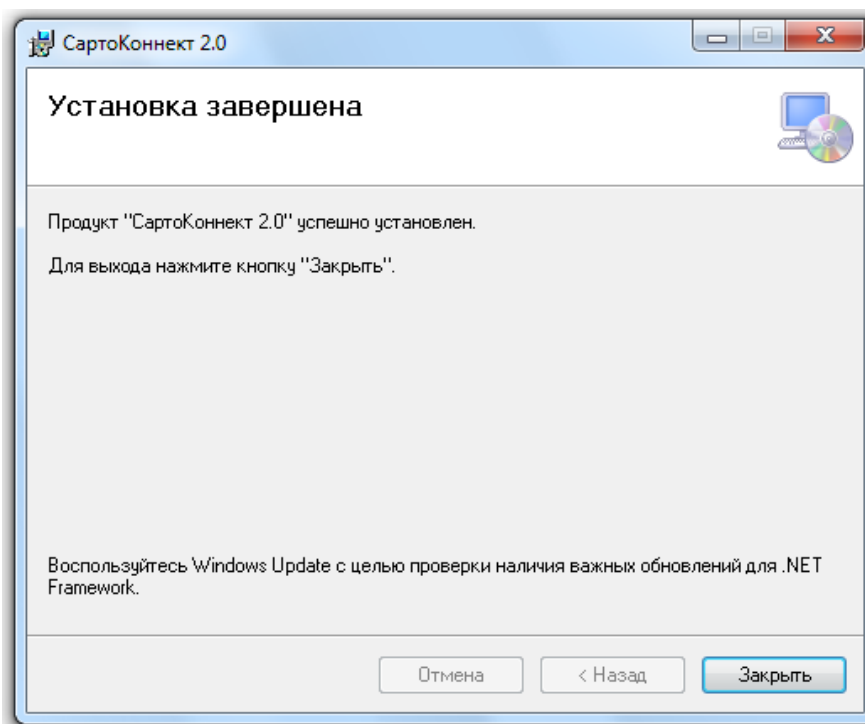 СартоКоннект 2.0
Установка завершена
Продукт "СартоКоннект 2.0" успешно установлен.
Для выхода нажмите кнопку "Закрыть".
Воспользуйтесь Windows Update с целью проверки наличия важных обновлений для .NET
Framework.
Отмена
< Назад
Закрыть